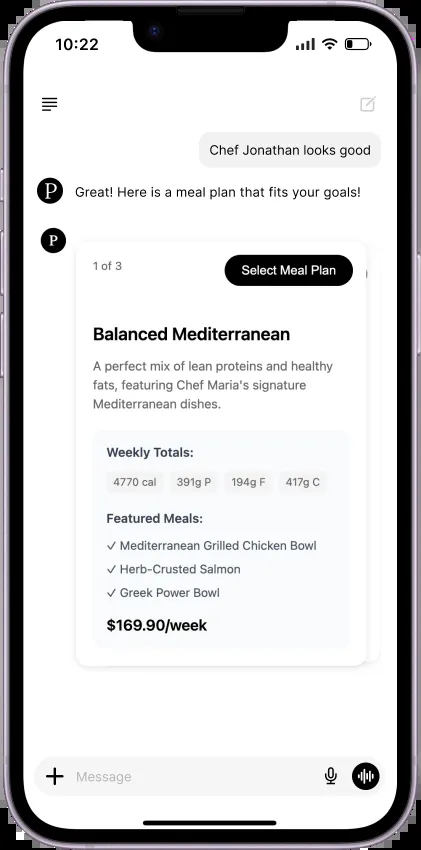 10:22
Chef Jonathan looks good
P Great! Here is a meal plan that fits your goals!
P
1 of 3
Select Meal Plan
Balanced Mediterranean
A perfect mix of lean proteins and healthy
fats, featuring Chef Maria's signature
Mediterranean dishes.
Weekly Totals:
4770 cal 391g P 194g F 417g C
Featured Meals:
✓ Mediterranean Grilled Chicken Bowl
✓ Herb-Crusted Salmon
✓ Greek Power Bowl
$169.90/week
Message